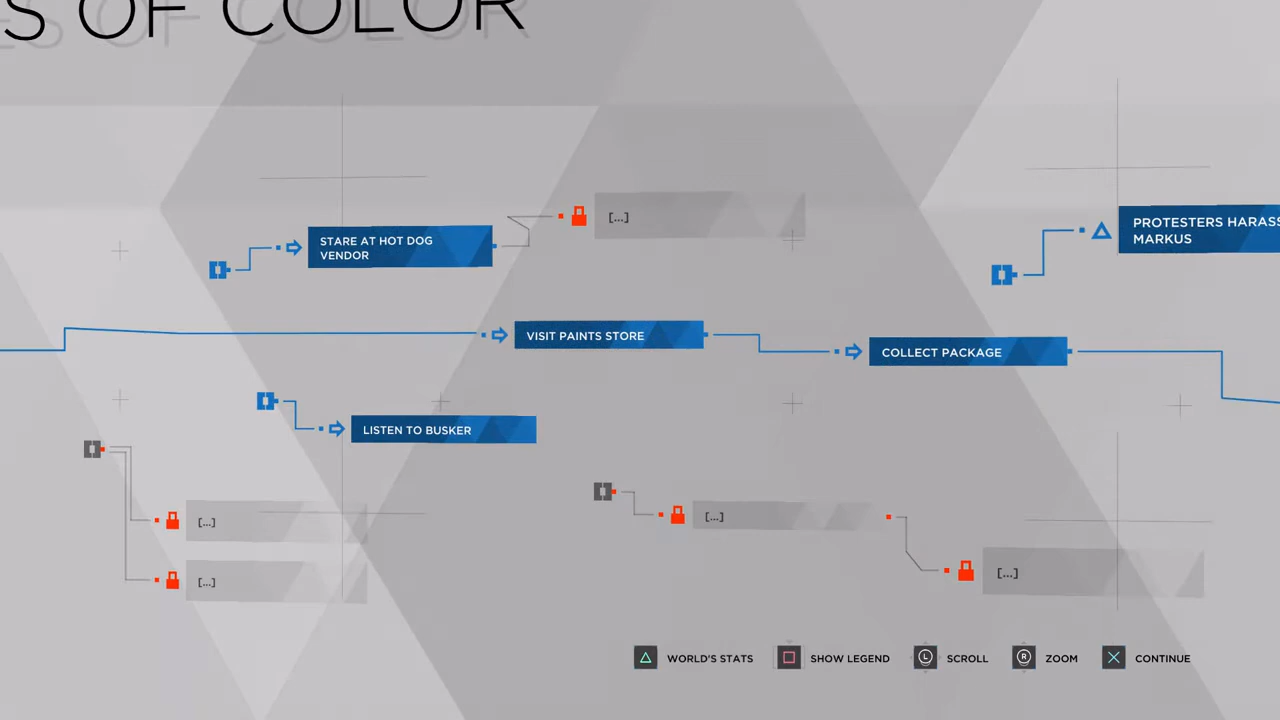 S OF COLOR
[...]
STARE AT HOT DOG
VENDOR
PROTESTERS HARASS
MARKUS
VISIT PAINTS STORE
COLLECT PACKAGE
LISTEN TO BUSKER
[...]
[...]
[...]
[...]
WORLD'S STATS
SHOW LEGEND
L
SCROLL
R
ZOOM
CONTINUE